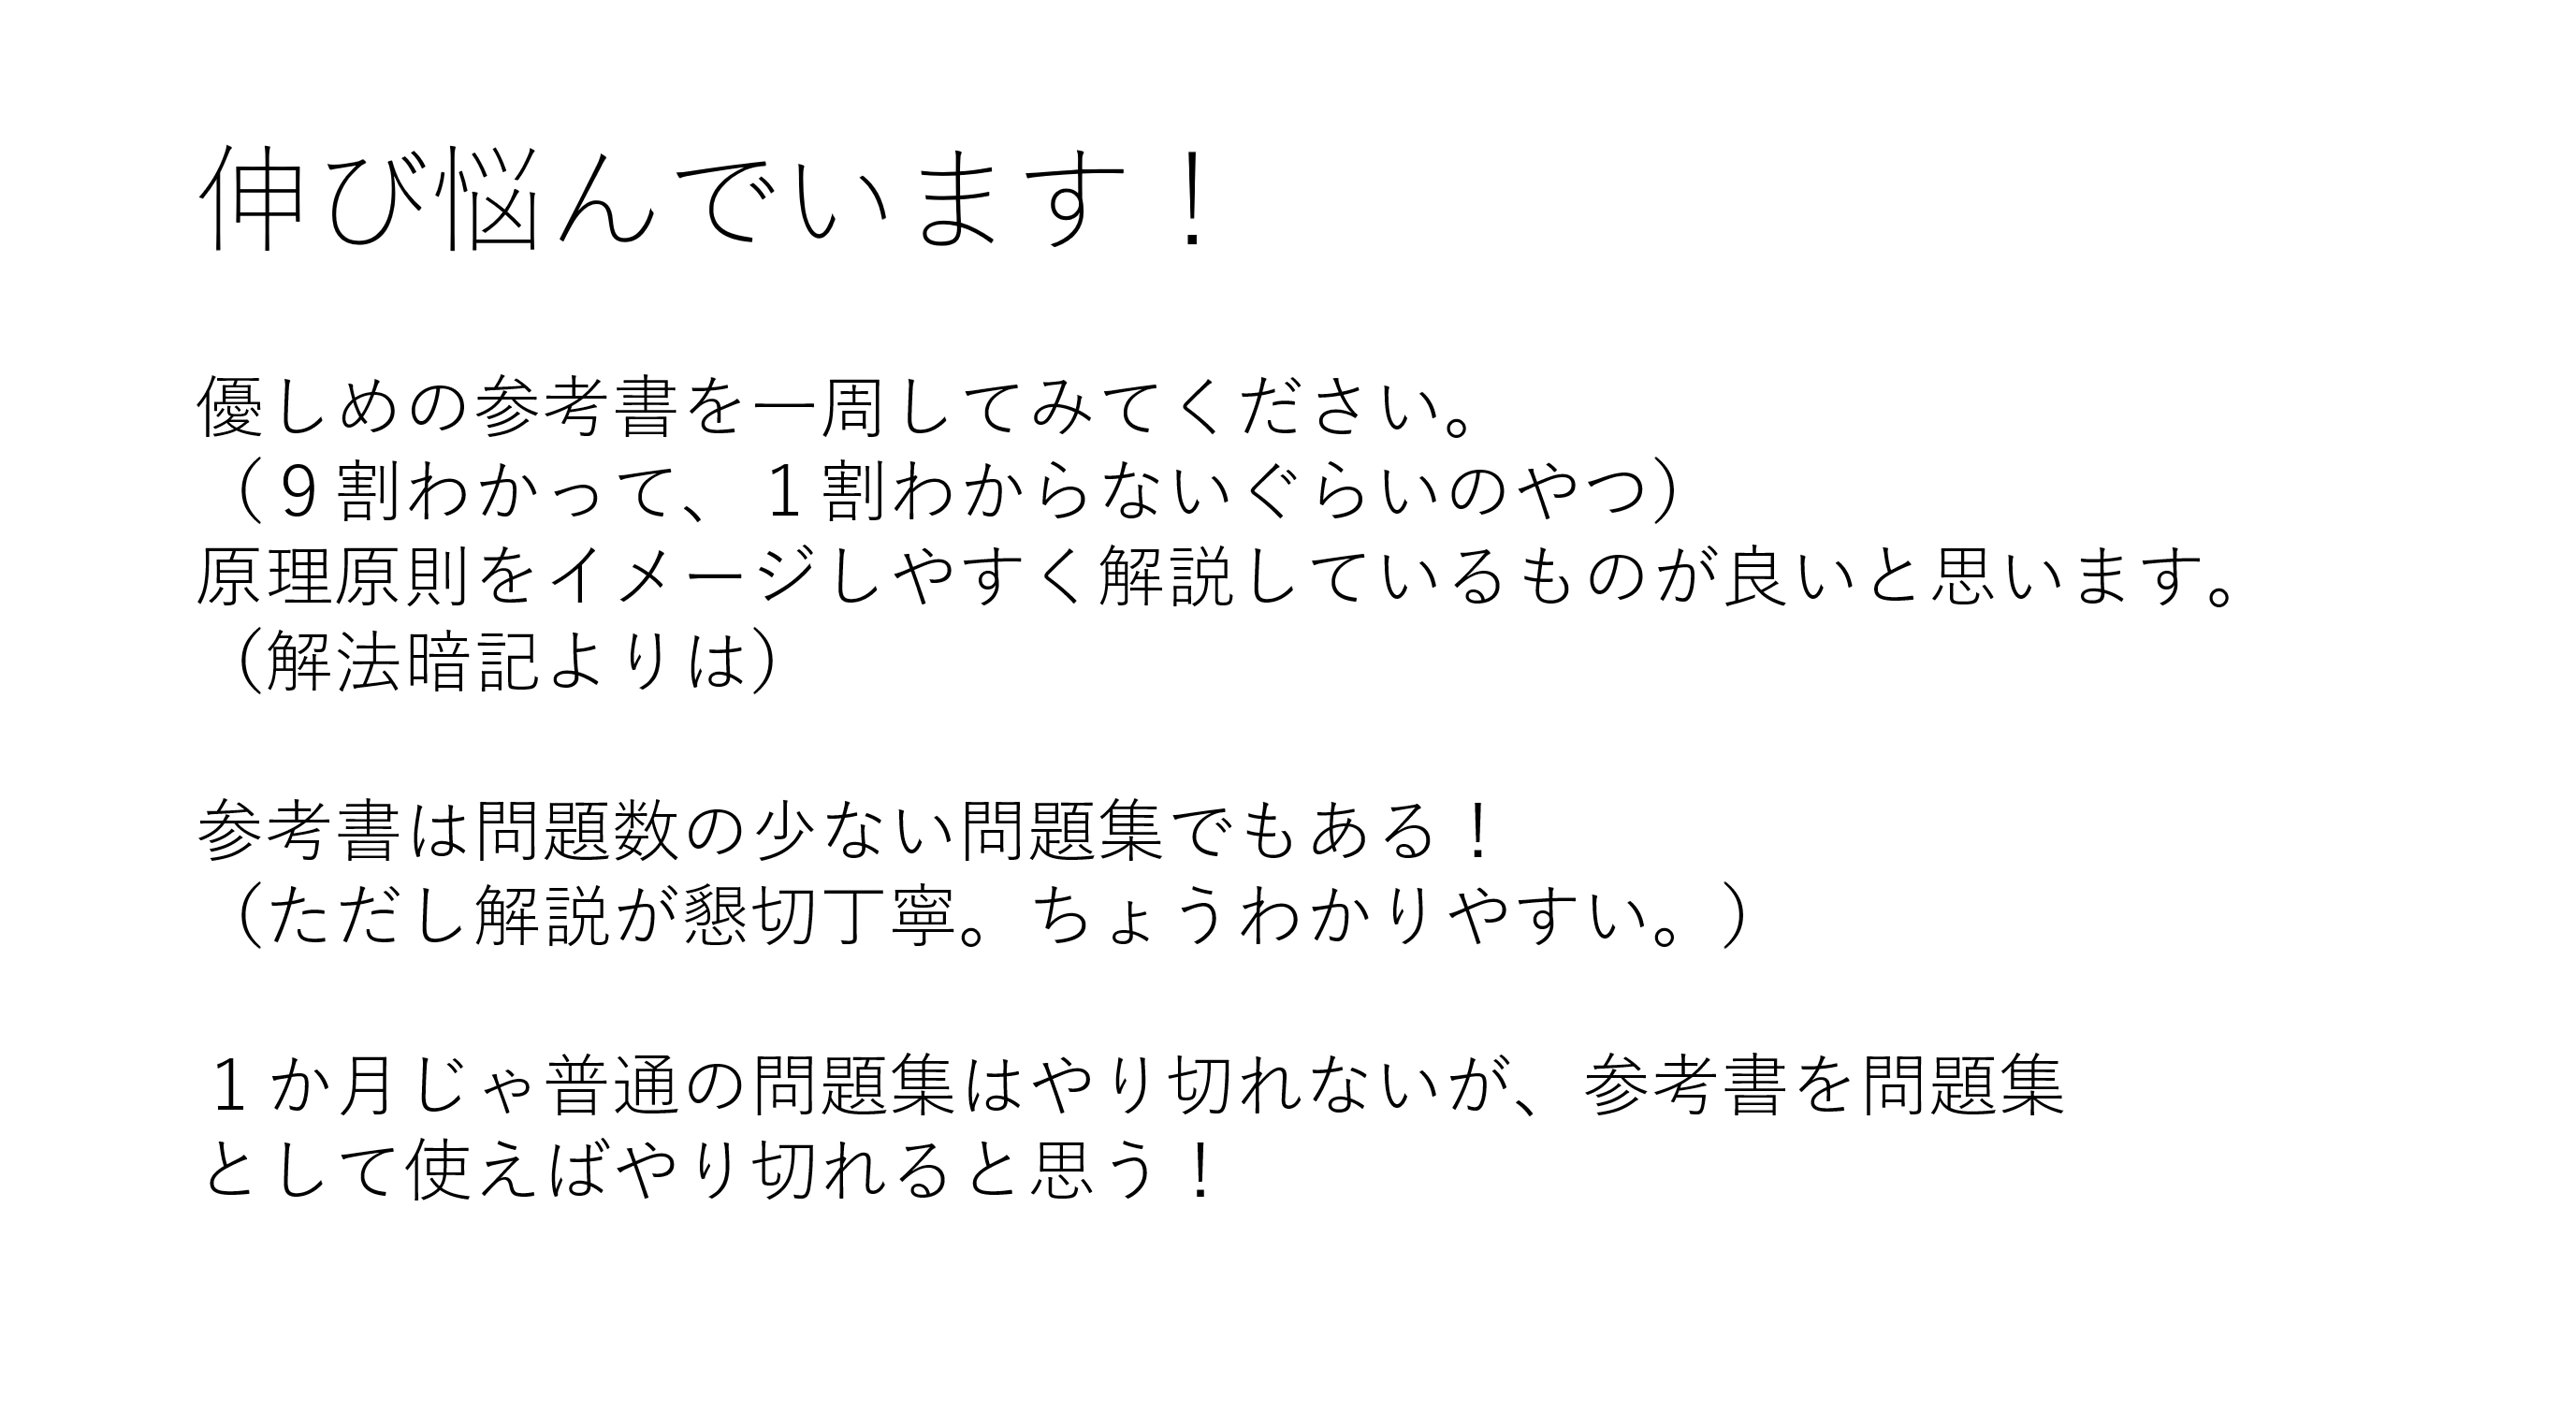 伸び悩んでいます！
優しめの参考書を一周してみてください。
（９割わかって、１割わからないぐらいのやつ）
原理原則をイメージしやすく解説しているものが良いと思います。
（解法暗記よりは）
参考書は問題数の少ない問題集でもある！
（ただし解説が懇切丁寧。ちょうわかりやすい。）
１か月じゃ普通の問題集はやり切れないが、参考書を問題集
として使えばやり切れると思う！